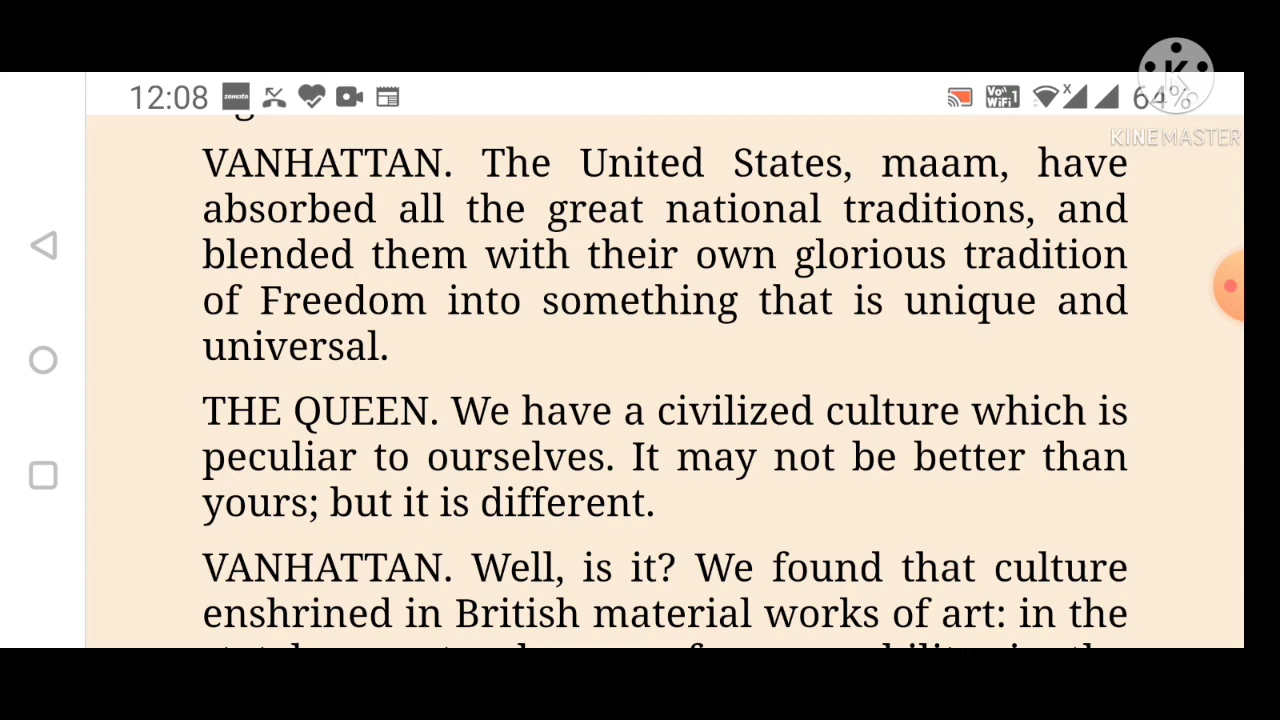 12:08 zomato VoWiFi1 x 64%
KINEMASTER
VANHATTAN. The United States, maam, have
absorbed all the great national traditions, and
blended them with their own glorious tradition
of Freedom into something that is unique and
universal.
THE QUEEN. We have a civilized culture which is
peculiar to ourselves. It may not be better than
yours; but it is different.
VANHATTAN. Well, is it? We found that culture
enshrined in British material works of art: in the